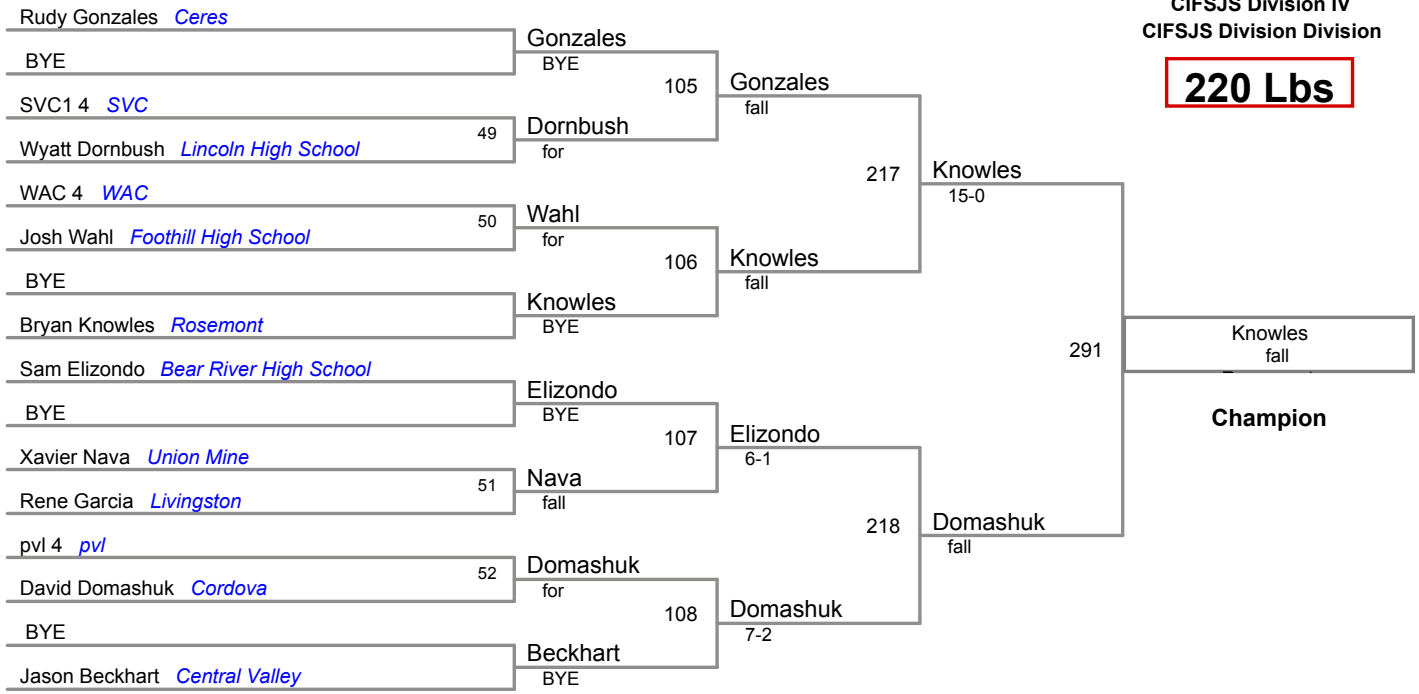 CIFSJS Division IV
CIFSJS Division Division
220 Lbs
Rudy Gonzales Ceres
BYE
SVC1 4 SVC
Wyatt Dornbush Lincoln High School
WAC 4 WAC
Josh Wahl Foothill High School
BYE
Bryan Knowles Rosemont
Sam Elizondo Bear River High School
BYE
Xavier Nava Union Mine
Rene Garcia Livingston
pvl 4 pvl
David Domashuk Cordova
BYE
Jason Beckhart Central Valley
49
50
51
52
Gonzales
BYE
Dornbush
for
Wahl
for
Knowles
BYE
Elizondo
BYE
Nava
fall
Domashuk
for
Beckhart
BYE
105
106
107
108
Gonzales
fall
Knowles
fall
Elizondo
6-1
Domashuk
7-2
217
218
Knowles
15-0
Domashuk
fall
291
Knowles
fall
Champion